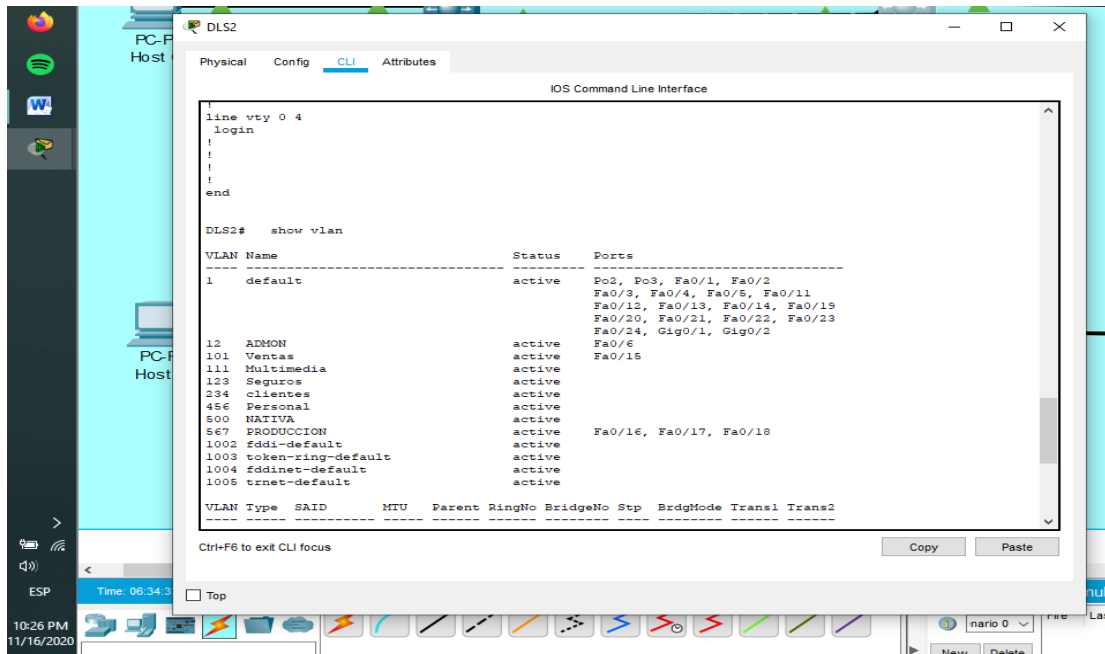 PC-P
Host
DLS2
Physical Config CLI Attributes
IOS Command Line Interface
!
line vty 0 4
login
!
!
!
!
end
DLS2# show vlan
VLAN Name Status Ports
---- -------------------------------- --------- -------------------------------
1 default active Po2, Po3, Fa0/1, Fa0/2
Fa0/3, Fa0/4, Fa0/5, Fa0/11
Fa0/12, Fa0/13, Fa0/14, Fa0/19
Fa0/20, Fa0/21, Fa0/22, Fa0/23
Fa0/24, Gig0/1, Gig0/2
12 ADMON active Fa0/6
101 Ventas active Fa0/15
111 Multimedia active
123 Seguros active
234 clientes active
456 Personal active
500 NATIVA active
567 PRODUCCION active Fa0/16, Fa0/17, Fa0/18
1002 fddi-default active
1003 token-ring-default active
1004 fddinet-default active
1005 trnet-default active
VLAN Type SAID MTU Parent RingNo BridgeNo Stp BrdgMode Trans1 Trans2
---- ----- ---------- ----- ------ ------ -------- ---- -------- ------ ------
PC-P
Host
Ctrl+F6 to exit CLI focus
Copy Paste
Top
Time: 06:34:3
ESP
10:26 PM
11/16/2020
nario 0
New Delete
Fire